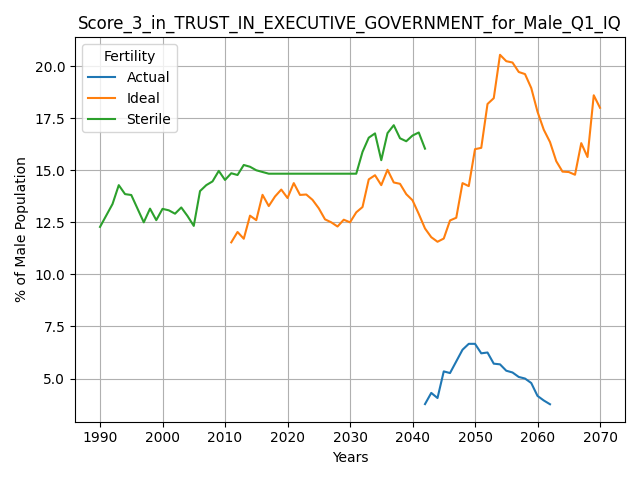 Score_3_in_TRUST_IN_EXECUTIVE_GOVERNMENT_for_Male_Q1_IQ
Fertility
Actual
Ideal
Sterile
% of Male Population
20.0
17.5
15.0
12.5
10.0
7.5
5.0
1990 2000 2010 2020 2030 2040 2050 2060 2070
Years